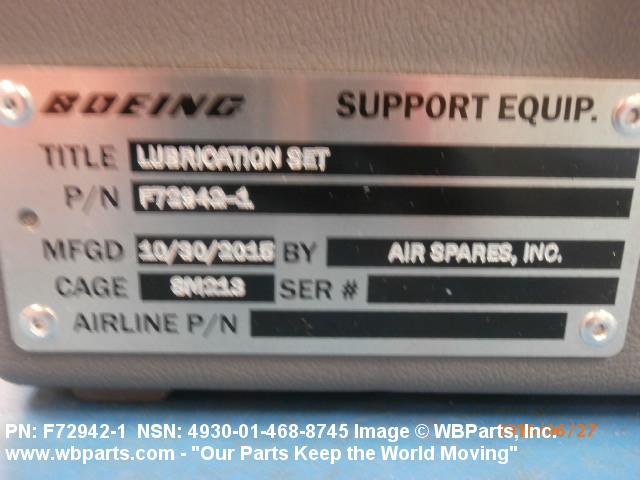 BOEING SUPPORT EQUIP.
TITLE LUBRICATION SET
P/N F72942-1
MFGD 10/30/2015 BY AIR SPARES, INC.
CAGE SER #
AIRLINE P/N
PN: F72942-1 NSN: 4930-01-468-8745 Image © WBParts, Inc.
www.wbparts.com - "Our Parts Keep the World Moving"